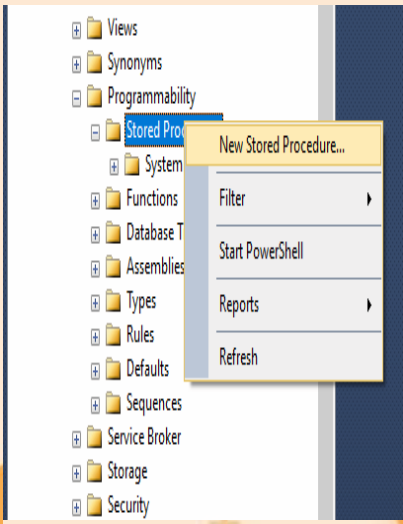 Views
Synonyms
Programmability
Stored Proc
New Stored Procedure...
System
Functions
Filter
Database T
Start PowerShell
Assemblies
Types
Reports
Rules
Defaults
Refresh
Sequences
Service Broker
Storage
Security